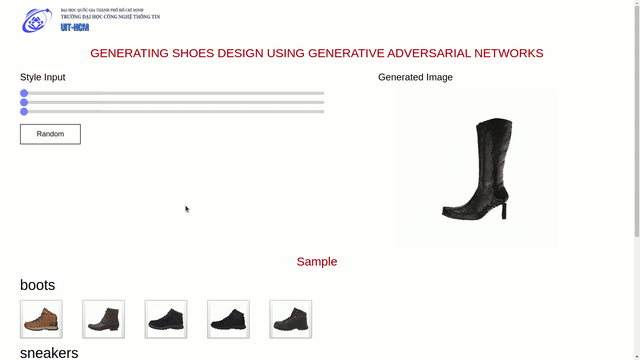 ĐẠI HỌC QUỐC GIA THÀNH PHỐ HỒ CHÍ MINH
TRƯỜNG ĐẠI HỌC CÔNG NGHỆ THÔNG TIN
UIT-HCM
GENERATING SHOES DESIGN USING GENERATIVE ADVERSARIAL NETWORKS
Style Input
Generated Image
Random
Sample
boots
sneakers